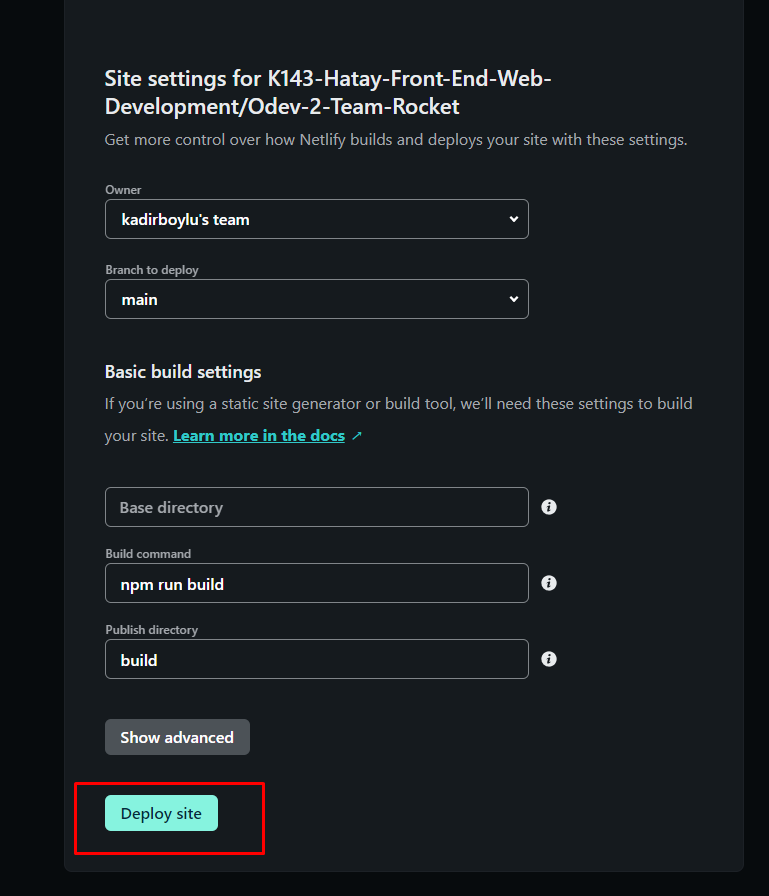 Site settings for K143-Hatay-Front-End-Web-
Development/Odev-2-Team-Rocket
Get more control over how Netlify builds and deploys your site with these settings.
Owner
kadirboylu's team
Branch to deploy
main
Basic build settings
If you’re using a static site generator or build tool, we’ll need these settings to build
your site. Learn more in the docs ↗
Base directory
Build command
npm run build
Publish directory
build
Show advanced
Deploy site